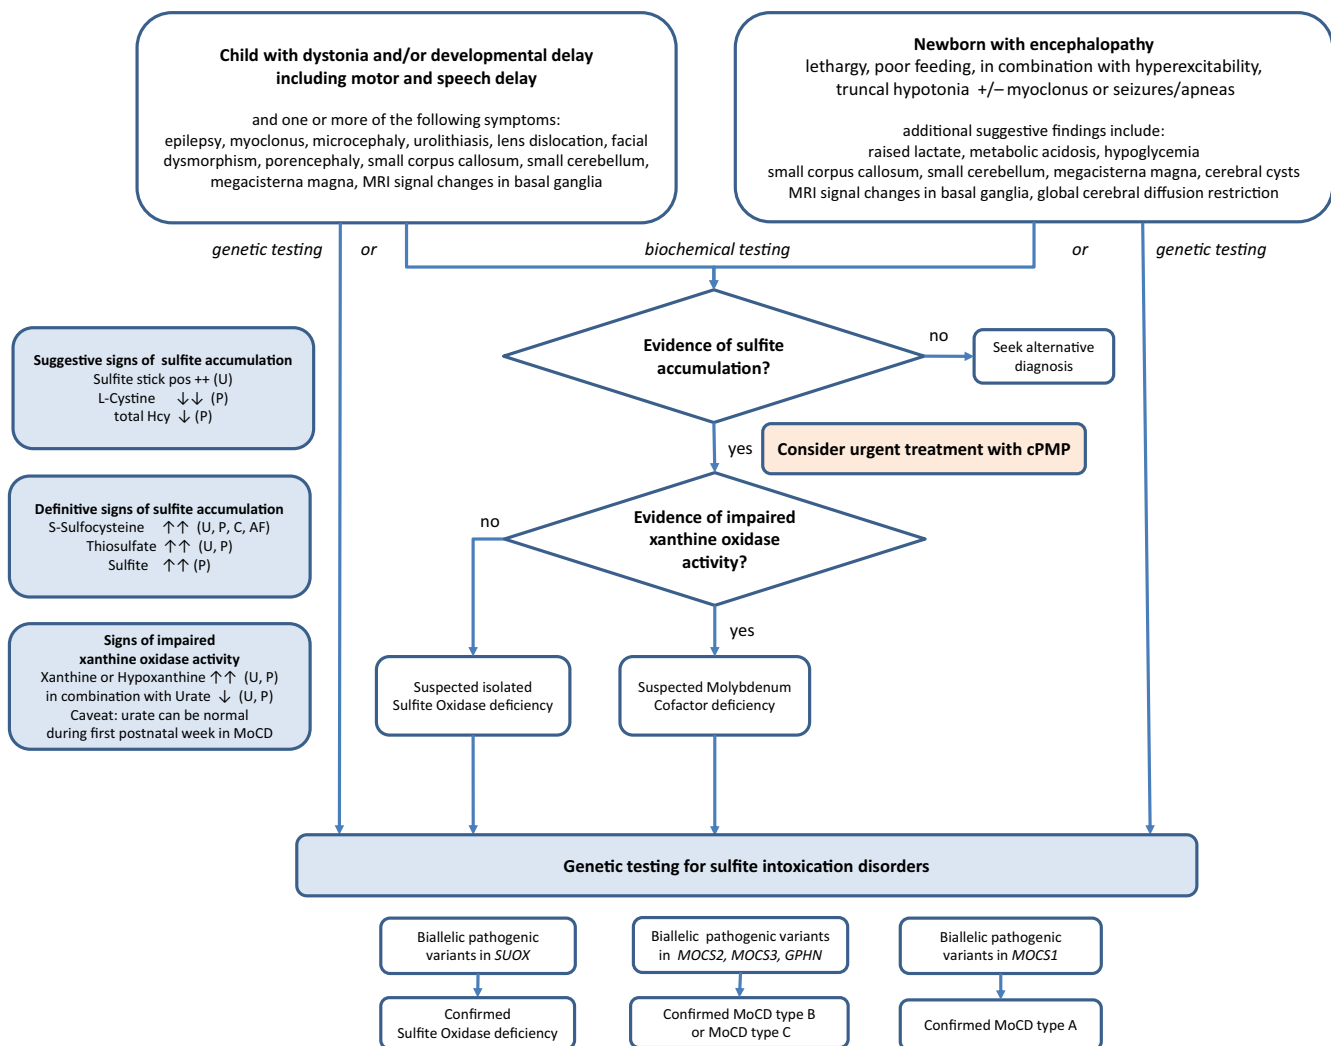 Child with dystonia and/or developmental delay
including motor and speech delay
and one or more of the following symptoms:
epilepsy, myoclonus, microcephaly, urolithiasis, lens dislocation, facial
dysmorphism, porencephaly, small corpus callosum, small cerebellum,
megacisterna magna, MRI signal changes in basal ganglia
Newborn with encephalopathy
lethargy, poor feeding, in combination with hyperexcitability,
truncal hypotonia +/– myoclonus or seizures/apneas
additional suggestive findings include:
raised lactate, metabolic acidosis, hypoglycemia
small corpus callosum, small cerebellum, megacisterna magna, cerebral cysts
MRI signal changes in basal ganglia, global cerebral diffusion restriction
genetic testing or biochemical testing or genetic testing
Evidence of sulfite
accumulation?
no
Seek alternative
diagnosis
Suggestive signs of sulfite accumulation
Sulfite stick pos ++ (U)
L-Cystine ↓↓ (P)
total Hcy ↓ (P)
yes
Consider urgent treatment with cPMP
Definitive signs of sulfite accumulation
S-Sulfocysteine ↑↑ (U, P, C, AF)
Thiosulfate ↑↑ (U, P)
Sulfite ↑↑ (P)
no
Evidence of impaired
xanthine oxidase
activity?
yes
Signs of impaired
xanthine oxidase activity
Xanthine or Hypoxanthine ↑↑ (U, P)
in combination with Urate ↓ (U, P)
Caveat: urate can be normal
during first postnatal week in MoCD
Suspected isolated
Sulfite Oxidase deficiency
Suspected Molybdenum
Cofactor deficiency
Genetic testing for sulfite intoxication disorders
Biallelic pathogenic
variants in SUOX
Biallelic pathogenic variants
in MOCS2, MOCS3, GPHN
Biallelic pathogenic
variants in MOCS1
Confirmed
Sulfite Oxidase deficiency
Confirmed MoCD type B
or MoCD type C
Confirmed MoCD type A